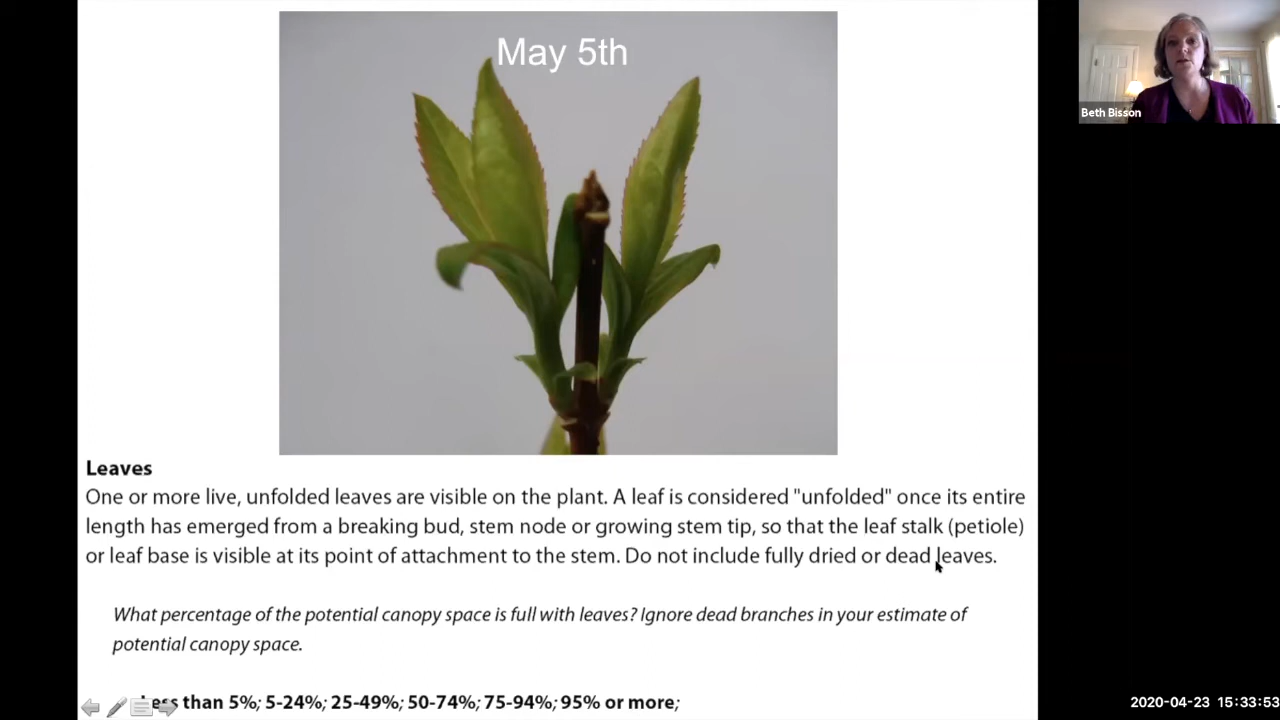 May 5th
Beth Bisson
Leaves
One or more live, unfolded leaves are visible on the plant. A leaf is considered "unfolded" once its entire
length has emerged from a breaking bud, stem node or growing stem tip, so that the leaf stalk (petiole)
or leaf base is visible at its point of attachment to the stem. Do not include fully dried or dead leaves.
What percentage of the potential canopy space is full with leaves? Ignore dead branches in your estimate of
potential canopy space.
Less than 5%; 5-24%; 25-49%; 50-74%; 75-94%; 95% or more;
2020-04-23 15:33:53